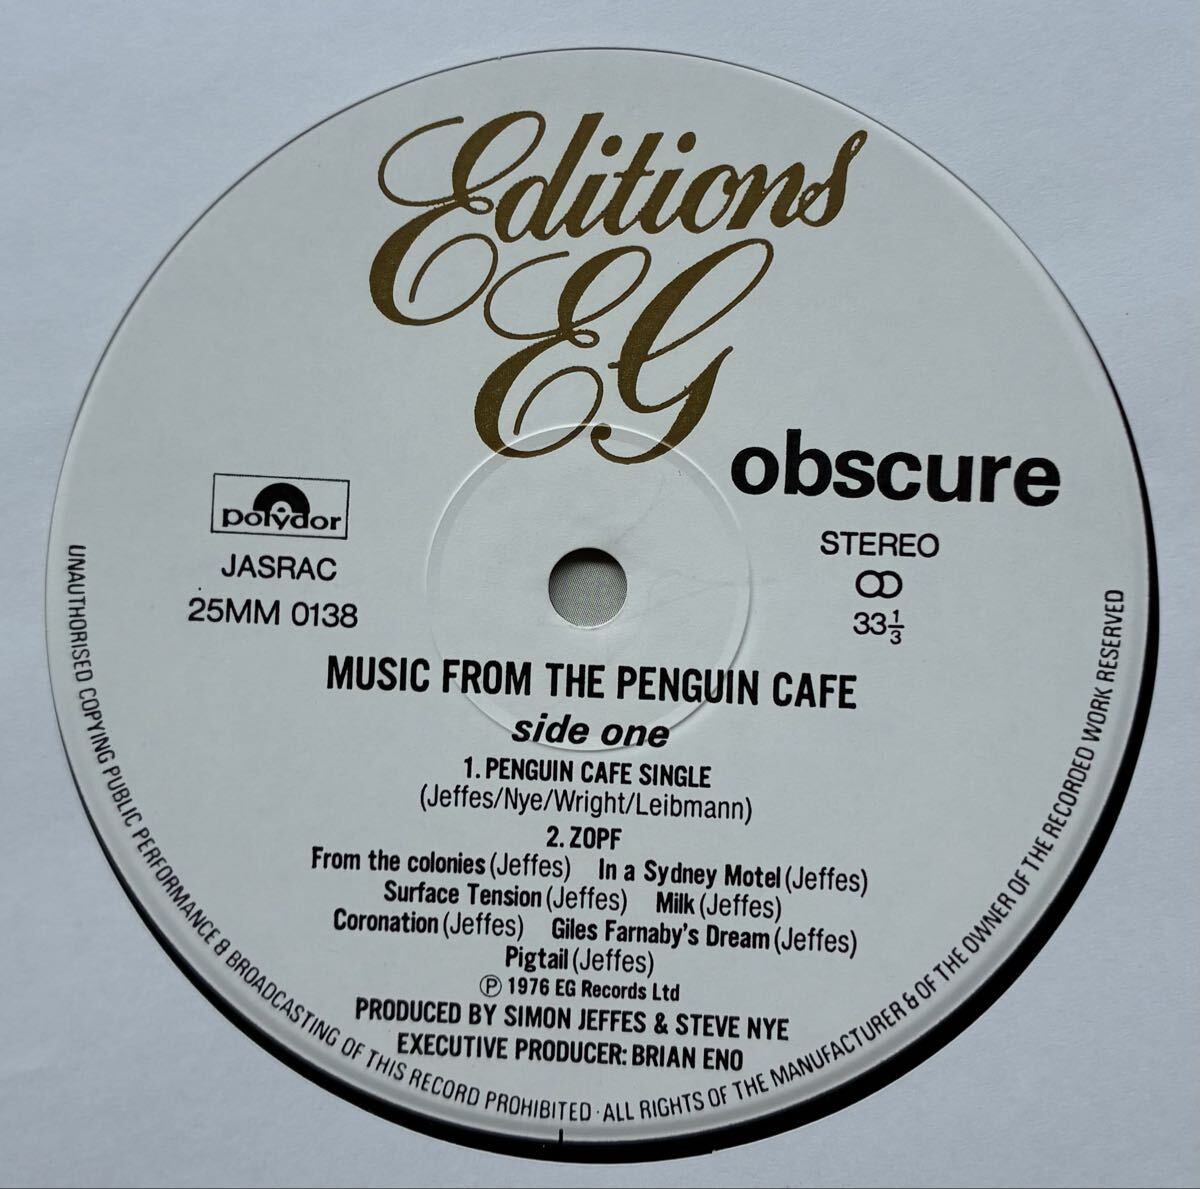 Editions
EG
obscure
polydor
JASRAC
25MM 0138
STEREO
33 1/3
MUSIC FROM THE PENGUIN CAFE
side one
1. PENGUIN CAFE SINGLE
(Jeffes/Nye/Wright/Leibmann)
2. ZOPF
From the colonies (Jeffes) In a Sydney Motel (Jeffes)
Surface Tension (Jeffes) Milk (Jeffes)
Coronation (Jeffes) Giles Farnaby's Dream (Jeffes)
Pigtail (Jeffes)
Ⓟ 1976 EG Records Ltd
PRODUCED BY SIMON JEFFES & STEVE NYE
EXECUTIVE PRODUCER: BRIAN ENO
UNAUTHORISED COPYING PUBLIC PERFORMANCE & BROADCASTING OF THIS RECORD PROHIBITED · ALL RIGHTS OF THE MANUFACTURER & OF THE OWNER OF THE RECORDED WORK RESERVED